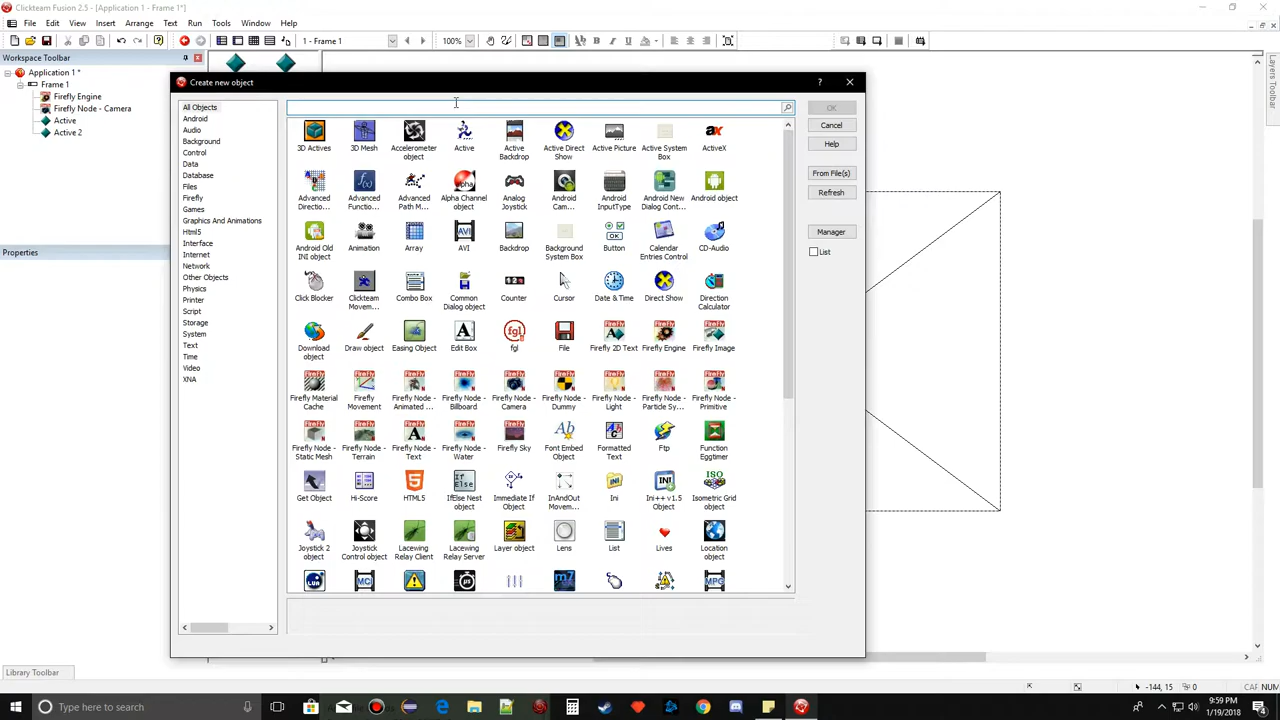 Clickteam Fusion 2.5 - [Application 1 - Frame 1*]
File Edit View Insert Arrange Text Run Tools Window Help
1 - Frame 1
100%
Workspace Toolbar
Application 1 *
Frame 1
Firefly Engine
Firefly Node - Camera
Active
Active 2
Properties
Library Toolbar
Layers Toolbar
Create new object
All Objects
Android
Audio
Background
Control
Data
Database
Files
Firefly
Games
Graphics And Animations
Html5
Interface
Internet
Network
Other Objects
Physics
Printer
Script
Storage
System
Text
Time
Video
XNA
3D Actives
3D Mesh
Accelerometer object
Active
Active Backdrop
Active Direct Show
Active Picture
Active System Box
ActiveX
Advanced Directio...
Advanced Functio...
Advanced Path M...
Alpha Channel object
Analog Joystick
Android Cam...
Android InputType
Android New Dialog Cont...
Android object
Android Old INI object
Animation
Array
AVI
Backdrop
Background System Box
Button
Calendar Entries Control
CD-Audio
Click Blocker
Clickteam Movem...
Combo Box
Common Dialog object
Counter
Cursor
Date & Time
Direct Show
Direction Calculator
Download object
Draw object
Easing Object
Edit Box
fgl
File
Firefly 2D Text
Firefly Engine
Firefly Image
Firefly Material Cache
Firefly Movement
Firefly Node - Animated ...
Firefly Node - Billboard
Firefly Node - Camera
Firefly Node - Dummy
Firefly Node - Light
Firefly Node - Particle Sy...
Firefly Node - Primitive
Firefly Node - Static Mesh
Firefly Node - Terrain
Firefly Node - Text
Firefly Node - Water
Firefly Sky
Font Embed Object
Formatted Text
Ftp
Function Eggtimer
Get Object
Hi-Score
HTML5
IfElse Nest object
Immediate If Object
InAndOut Movem...
Ini
Ini++ v1.5 Object
Isometric Grid object
Joystick 2 object
Joystick Control object
Lacewing Relay Client
Lacewing Relay Server
Layer object
Lens
List
Lives
Location object
OK
Cancel
Help
From File(s)
Refresh
Manager
List
-144, 15
0
NUM
Type here to search
9:59 PM
1/19/2018